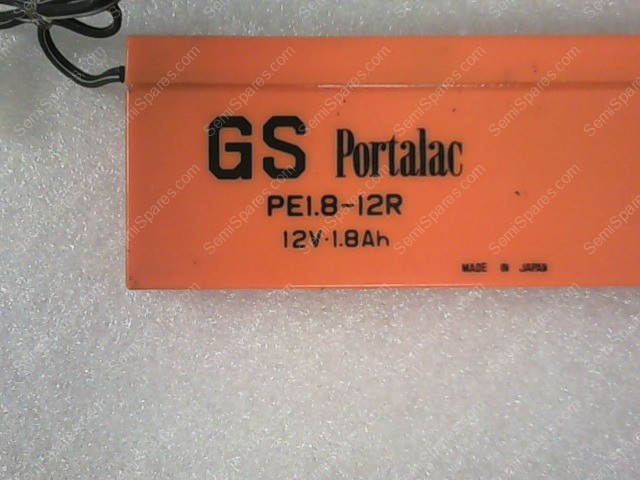 GS Portalac
PE1.8-12R
12V·1.8Ah
MADE IN JAPAN
SemiSpares.com